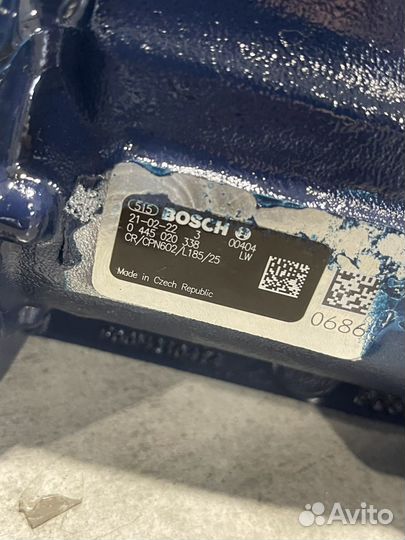 515 BOSCH
21-02-22 3 00404
0 445 020 338 LW
CR/CPN6O2/L185/25
Made in Czech Republic
0686
Avito